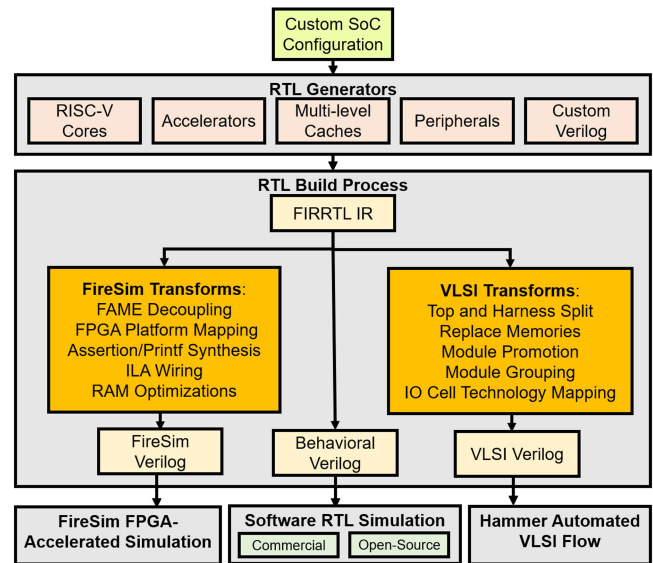 Custom SoC
Configuration
RTL Generators
RISC-V
Cores
Accelerators
Multi-level
Caches
Peripherals
Custom
Verilog
RTL Build Process
FIRRTL IR
FireSim Transforms:
FAME Decoupling
FPGA Platform Mapping
Assertion/Printf Synthesis
ILA Wiring
RAM Optimizations
VLSI Transforms:
Top and Harness Split
Replace Memories
Module Promotion
Module Grouping
IO Cell Technology Mapping
FireSim
Verilog
Behavioral
Verilog
VLSI Verilog
FireSim FPGA-
Accelerated Simulation
Software RTL Simulation
Commercial
Open-Source
Hammer Automated
VLSI Flow